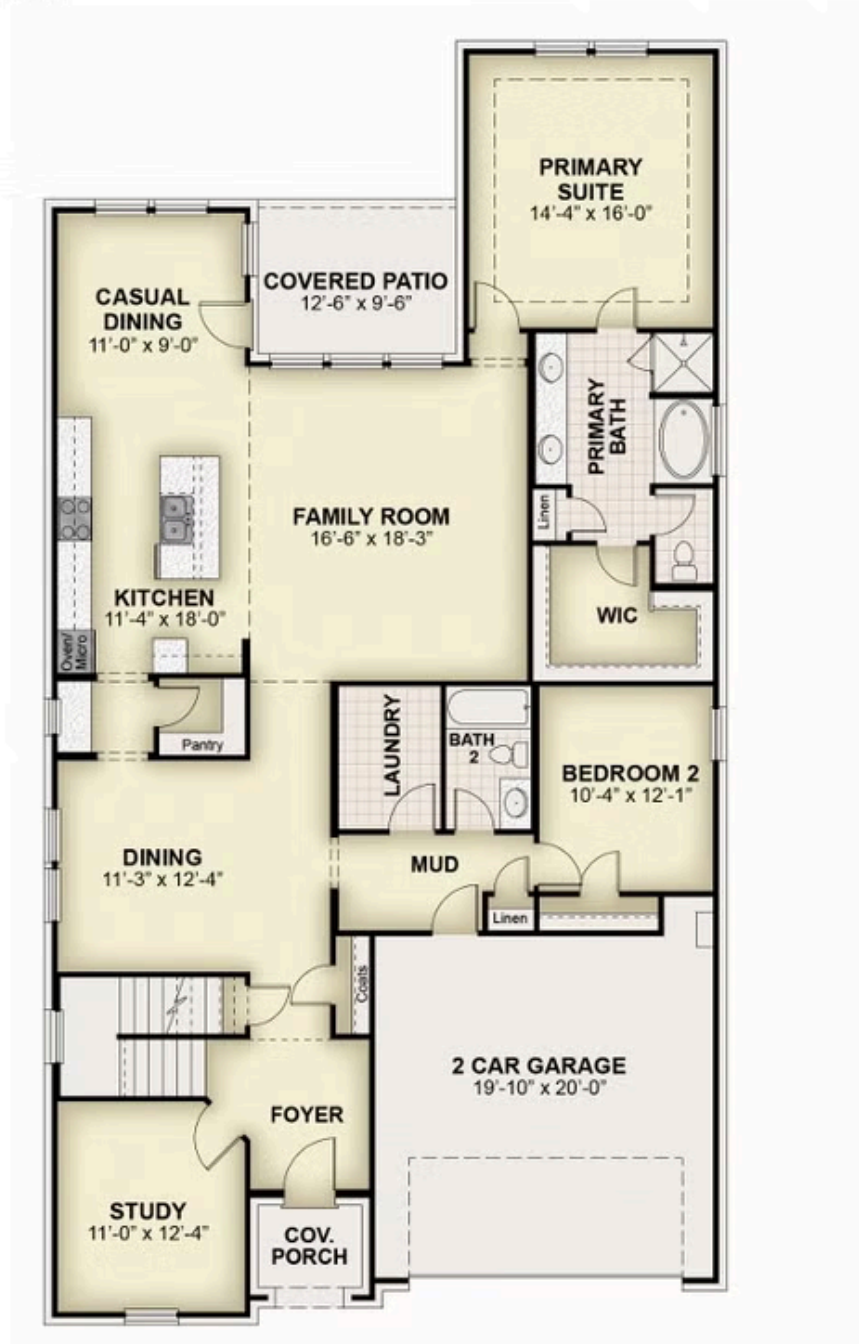 PRIMARY
SUITE
14'-4" x 16'-0"
COVERED PATIO
12'-6" x 9'-6"
CASUAL
DINING
11'-0" x 9'-0"
PRIMARY
BATH
Linen
FAMILY ROOM
16'-6" x 18'-3"
KITCHEN
11'-4" x 18'-0"
Oven/
Micro
WIC
Pantry
LAUNDRY
BATH
2
BEDROOM 2
10'-4" x 12'-1"
DINING
11'-3" x 12'-4"
MUD
Linen
Coats
2 CAR GARAGE
19'-10" x 20'-0"
FOYER
STUDY
11'-0" x 12'-4"
COV.
PORCH